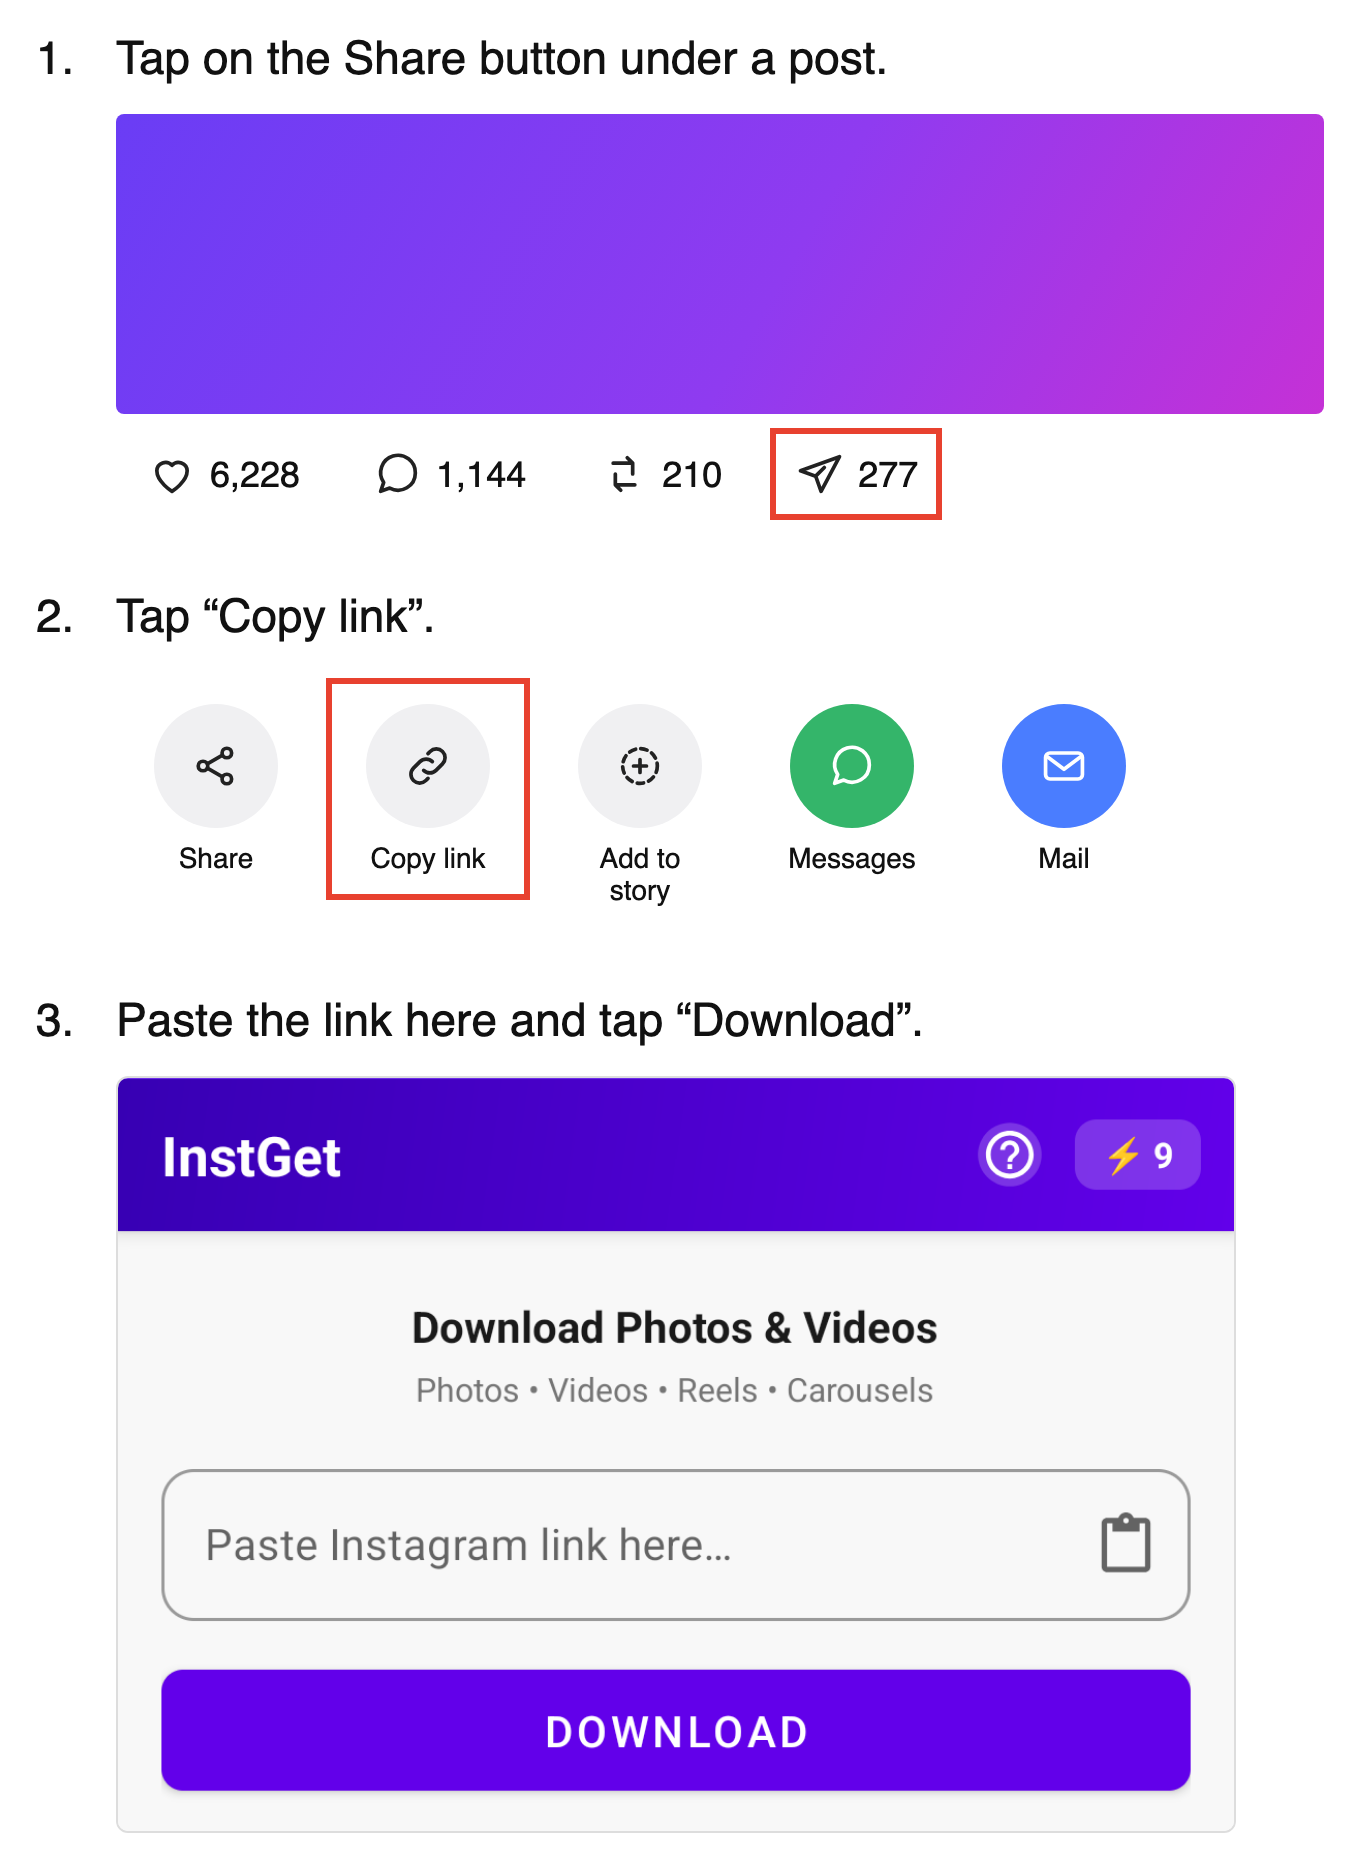 1. Tap on the Share button under a post.
6,228 1,144 210 277
2. Tap “Copy link”.
Share Copy link Add to story Messages Mail
3. Paste the link here and tap “Download”.
InstGet ⚡ 9
Download Photos & Videos
Photos • Videos • Reels • Carousels
Paste Instagram link here...
DOWNLOAD